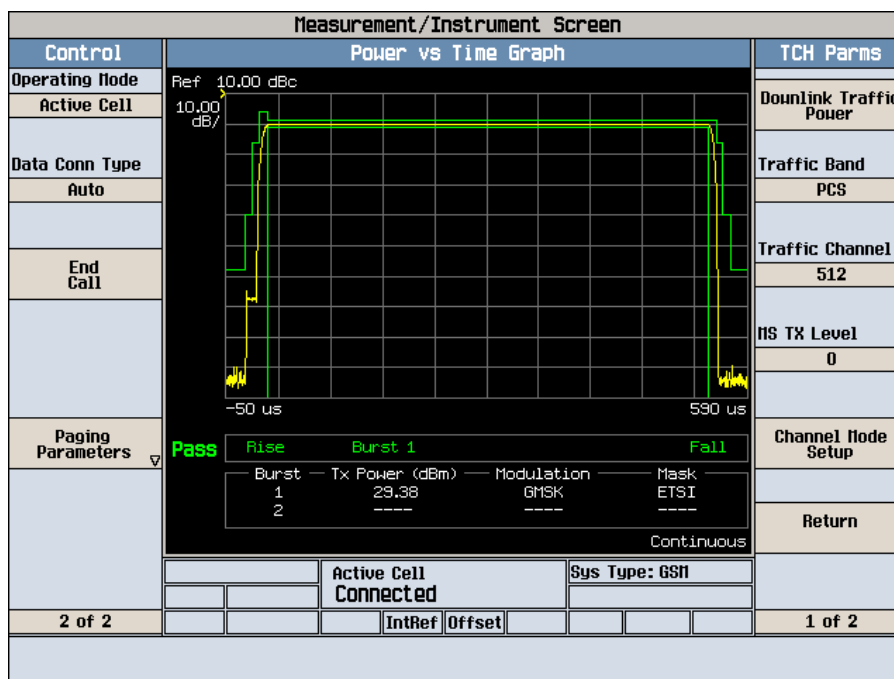 Measurement/Instrument Screen
Control
Power vs Time Graph
TCH Parms
Operating Mode
Active Cell
Data Conn Type
Auto
End
Call
Paging
Parameters
2 of 2
Ref 10.00 dBc
10.00
dB/
-50 us
590 us
Pass
Rise
Burst 1
Fall
Burst
Tx Power (dBm)
Modulation
Mask
1
29.38
GMSK
ETSI
2
----
----
----
Continuous
Active Cell
Sys Type: GSM
Connected
IntRef
Offset
Downlink Traffic
Power
Traffic Band
PCS
Traffic Channel
512
MS TX Level
0
Channel Mode
Setup
Return
1 of 2